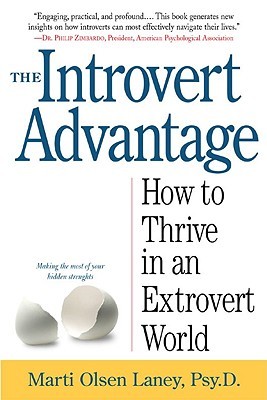 "Engaging, practical, and profound.... This book generates new
insights on how introverts can most effectively navigate their lives."
—Dr. Philip Zimbardo, President, American Psychological Association
THE
Introvert
Advantage
How to
Thrive
in an
Extrovert
World
Making the most of your
hidden strenghts
Marti Olsen Laney, Psy.D.